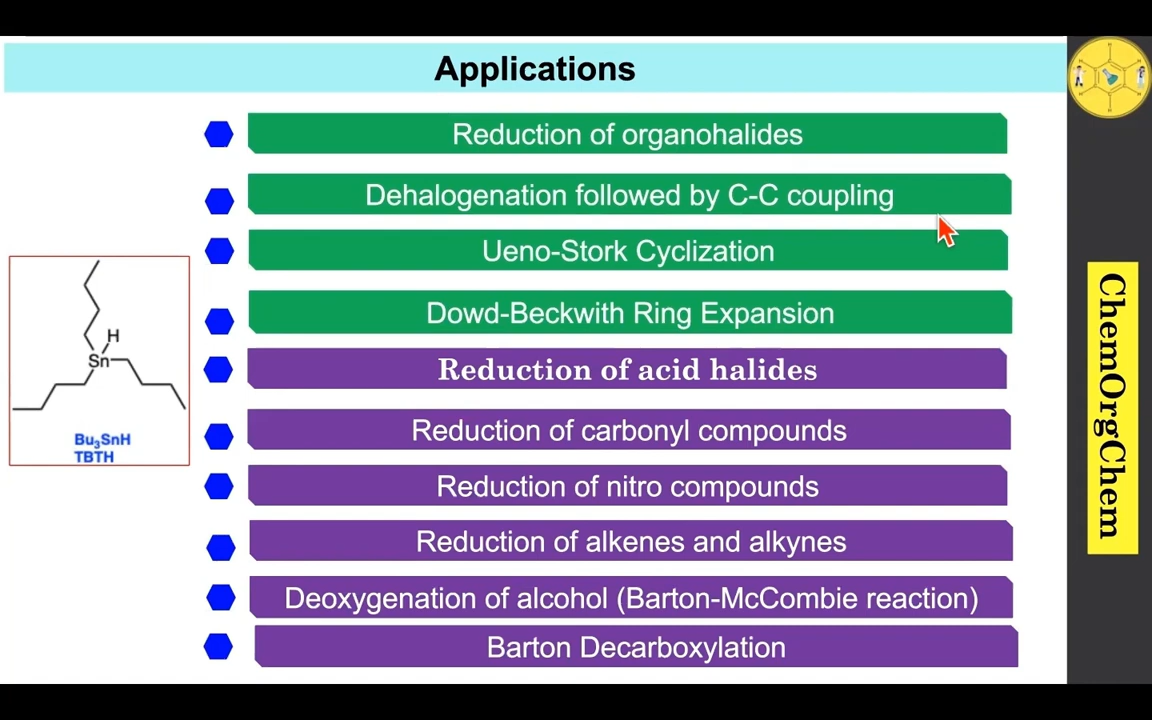 Applications
Reduction of organohalides
Dehalogenation followed by C-C coupling
Ueno-Stork Cyclization
Dowd-Beckwith Ring Expansion
Reduction of acid halides
Reduction of carbonyl compounds
Reduction of nitro compounds
Reduction of alkenes and alkynes
Deoxygenation of alcohol (Barton-McCombie reaction)
Barton Decarboxylation
H
Sn
Bu₃SnH
TBTH
ChemOrgChem